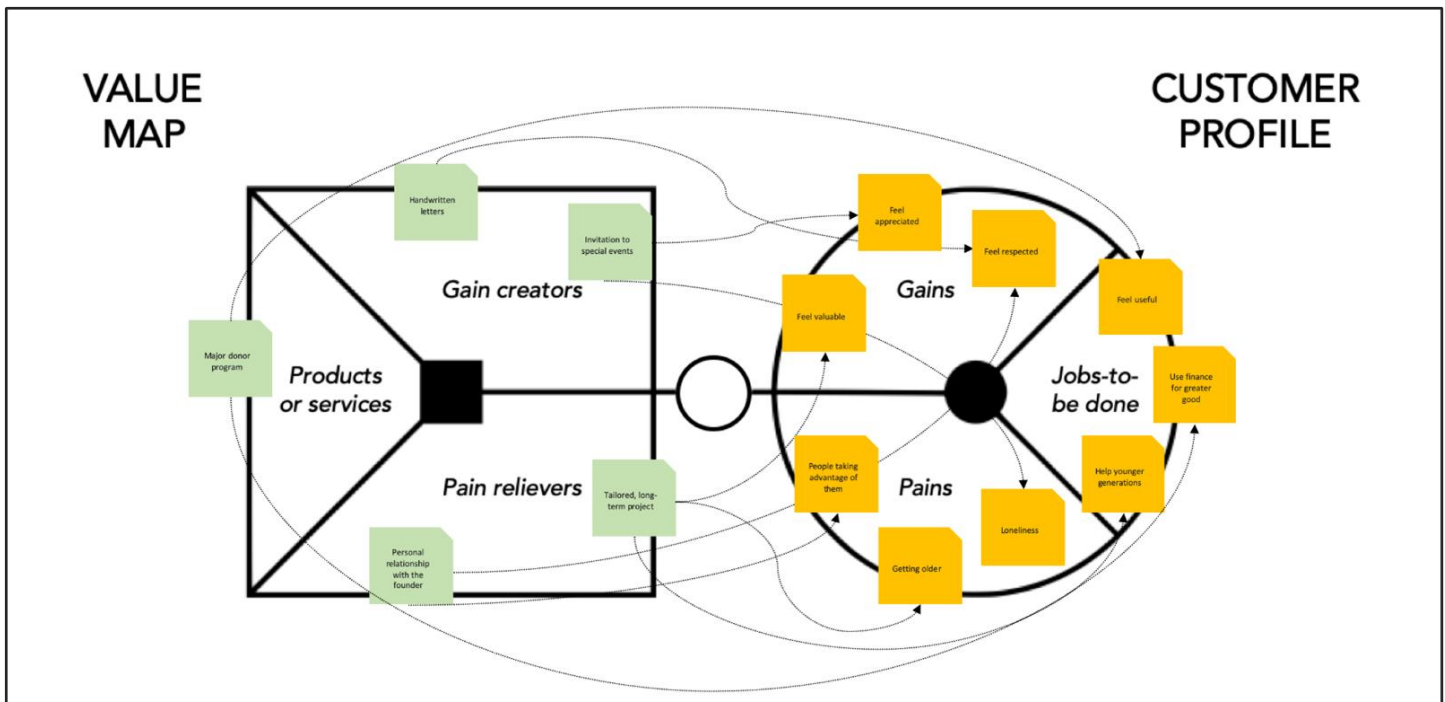 VALUE
MAP
CUSTOMER
PROFILE
Handwritten
letters
Invitation to
special events
Gain creators
Major donor
program
Products
or services
Pain relievers
Tailored, long-
term project
Personal
relationship
with the
founder
Feel
appreciated
Feel respected
Gains
Feel valuable
Feel useful
Jobs-to-
be done
Use finance
for greater
good
People taking
advantage of
them
Pains
Help younger
generations
Loneliness
Getting older